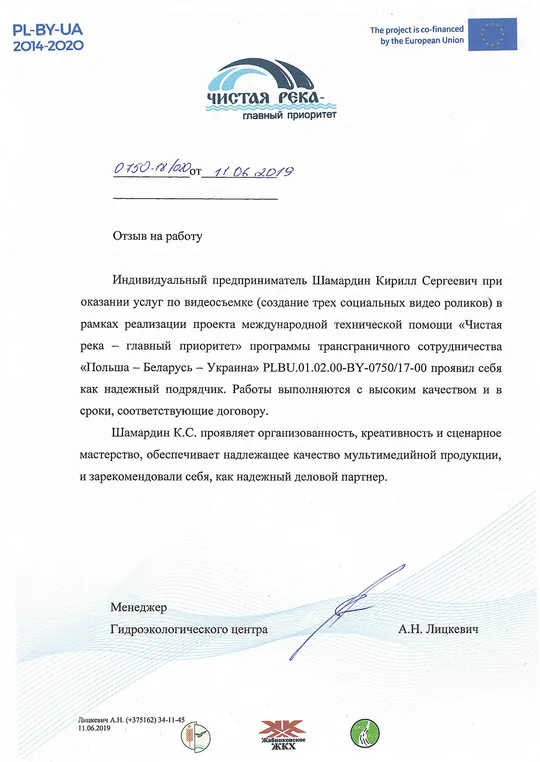 PL-BY-UA
2014-2020
The project is co-financed
by the European Union
ЧИСТАЯ РЕКА-
главный приоритет
0750-18/020 от 11.06.2019
Отзыв на работу
Индивидуальный предприниматель Шамардин Кирилл Сергеевич при
оказании услуг по видеосъемке (создание трех социальных видео роликов) в
рамках реализации проекта международной технической помощи «Чистая
река – главный приоритет» программы трансграничного сотрудничества
«Польша – Беларусь – Украина» PLBU.01.02.00-BY-0750/17-00 проявил себя
как надежный подрядчик. Работы выполняются с высоким качеством и в
сроки, соответствующие договору.
Шамардин К.С. проявляет организованность, креативность и сценарное
мастерство, обеспечивает надлежащее качество мультимедийной продукции,
и зарекомендовали себя, как надежный деловой партнер.
Менеджер
Гидроэкологического центра А.Н. Лицкевич
Лицкевич А.Н. (+375162) 34-11-45
11.06.2019
Жабинковское
ЖКХ